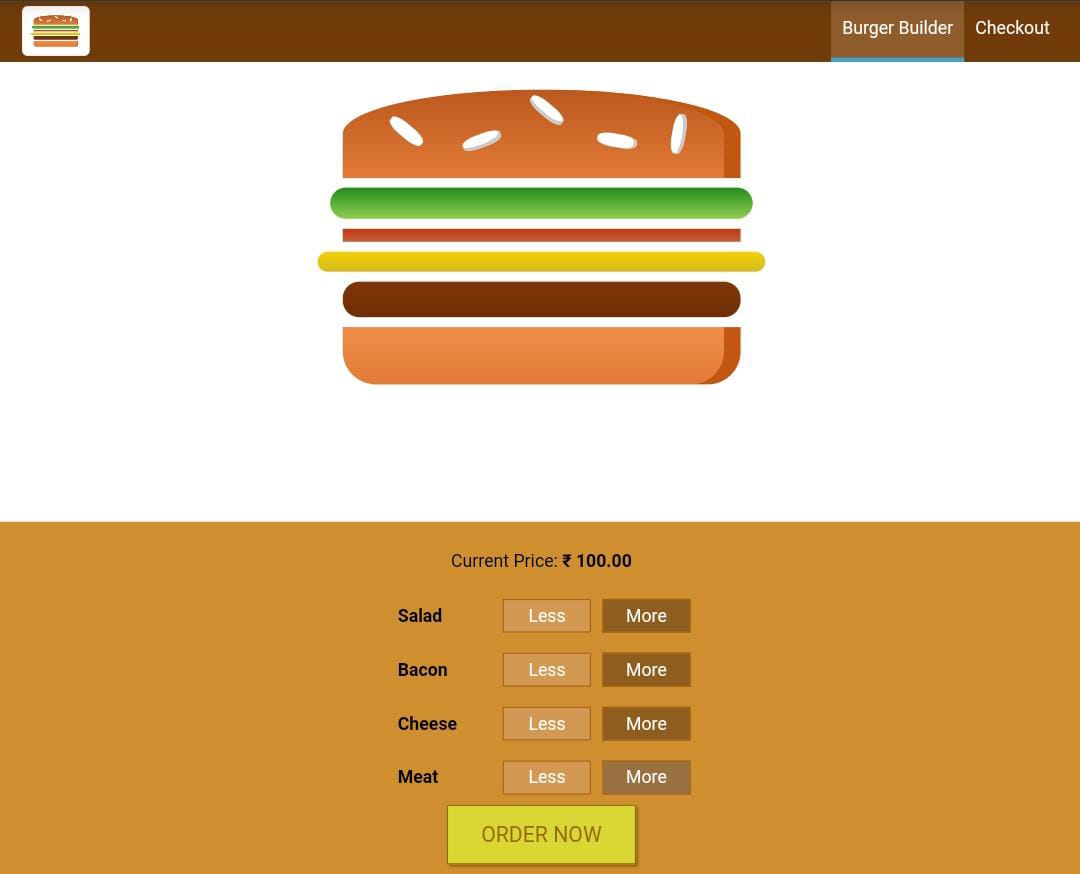 Burger Builder Checkout
Current Price: ₹ 100.00
Salad Less More
Bacon Less More
Cheese Less More
Meat Less More
ORDER NOW